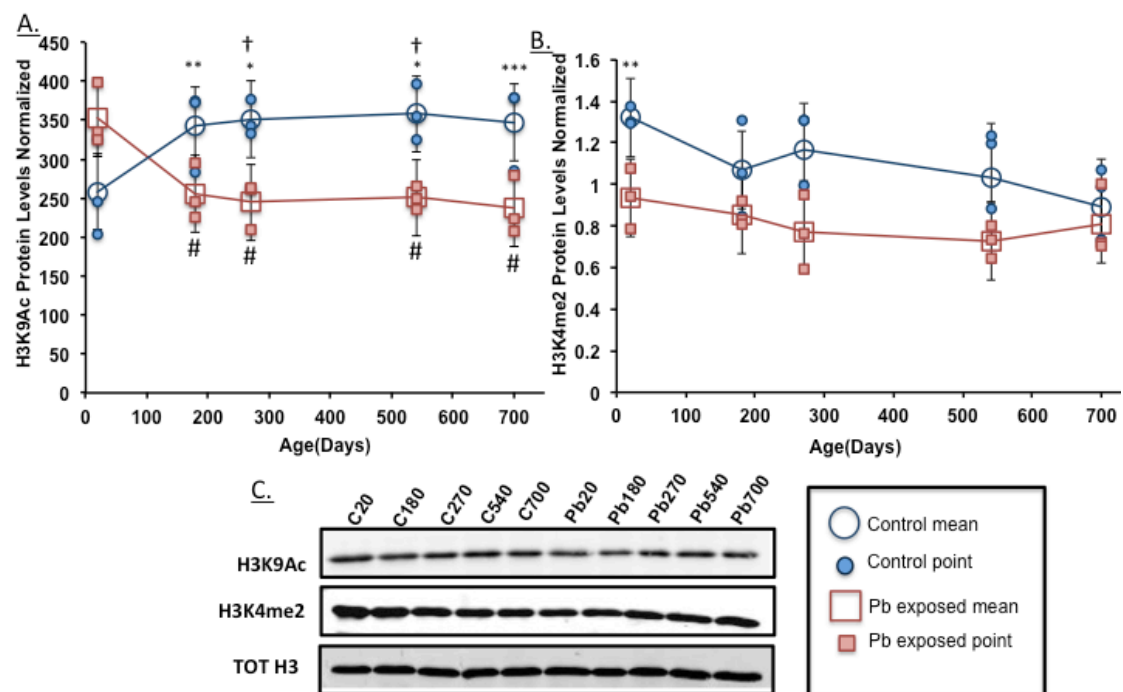 A.
H3K9Ac Protein Levels Normalized
450
400
350
300
250
200
150
100
50
0
** † * † * ***
# # # #
0 100 200 300 400 500 600 700
Age(Days)
B.
H3K4me2 Protein Levels Normalized
1.6
1.4
1.2
1
0.8
0.6
0.4
0.2
0
**
0 100 200 300 400 500 600 700
Age(Days)
C.
C20 C180 C270 C540 C700 Pb20 Pb180 Pb270 Pb540 Pb700
H3K9Ac
H3K4me2
TOT H3
Control mean
Control point
Pb exposed mean
Pb exposed point